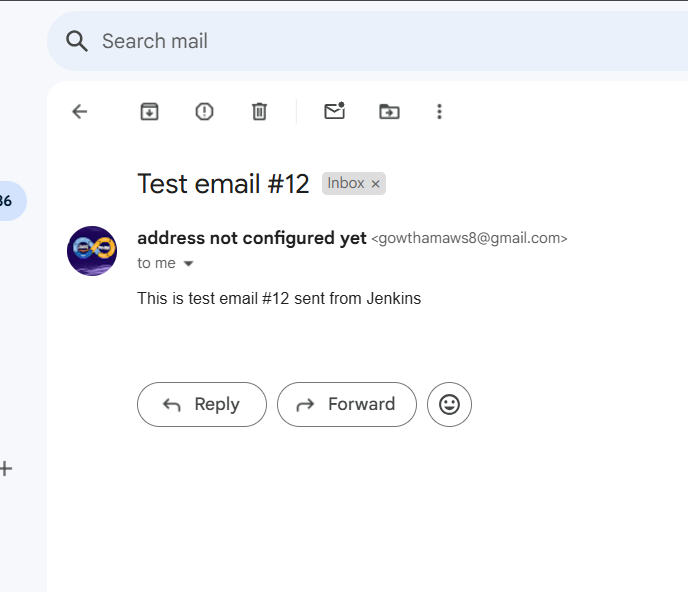 Search mail
Test email #12 Inbox ×
36
address not configured yet <gowthamaws8@gmail.com>
to me
This is test email #12 sent from Jenkins
Reply Forward